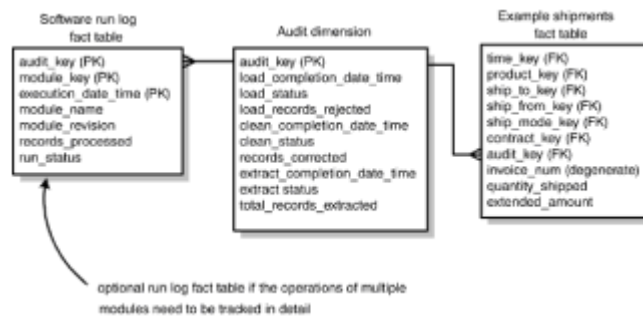 Software run log
fact table
audit_key (PK)
module_key (PK)
execution_date_time (PK)
module_name
module_revision
records_processed
run_status
Audit dimension
audit_key (PK)
load_completion_date_time
load_status
load_records_rejected
clean_completion_date_time
clean_status
records_corrected
extract_completion_date_time
extract status
total_records_extracted
Example shipments
fact table
time_key (FK)
product_key (FK)
ship_to_key (FK)
ship_from_key (FK)
ship_mode_key (FK)
contract_key (FK)
audit_key (FK)
invoice_num (degenerate)
quantity_shipped
extended_amount
optional run log fact table if the operations of multiple
modules need to be tracked in detail